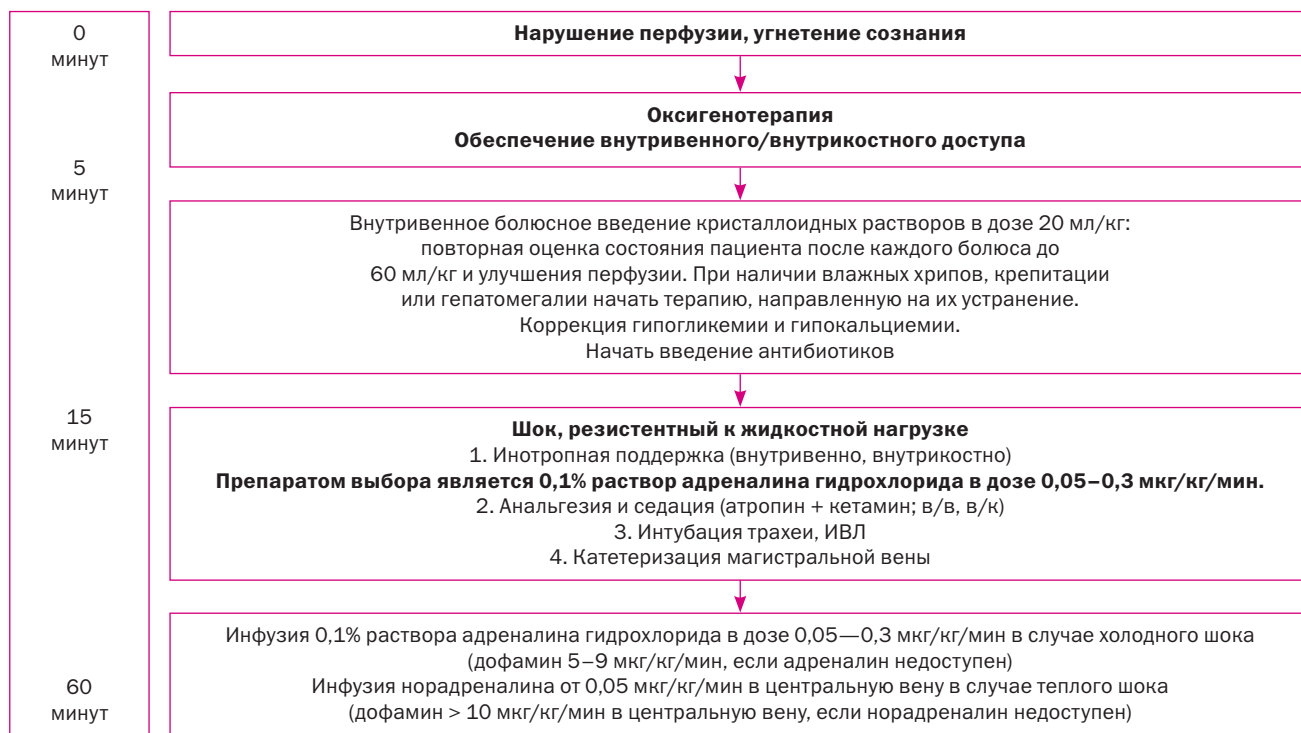 0
минут
Нарушение перфузии, угнетение сознания
Оксигенотерапия
Обеспечение внутривенного/внутрикостного доступа
5
минут
Внутривенное болюсное введение кристаллоидных растворов в дозе 20 мл/кг:
повторная оценка состояния пациента после каждого болюса до
60 мл/кг и улучшения перфузии. При наличии влажных хрипов, крепитации
или гепатомегалии начать терапию, направленную на их устранение.
Коррекция гипогликемии и гипокальциемии.
Начать введение антибиотиков
15
минут
Шок, резистентный к жидкостной нагрузке
1. Инотропная поддержка (внутривенно, внутрикостно)
Препаратом выбора является 0,1% раствор адреналина гидрохлорида в дозе 0,05–0,3 мкг/кг/мин.
2. Анальгезия и седация (атропин + кетамин; в/в, в/к)
3. Интубация трахеи, ИВЛ
4. Катетеризация магистральной вены
Инфузия 0,1% раствора адреналина гидрохлорида в дозе 0,05—0,3 мкг/кг/мин в случае холодного шока
(дофамин 5–9 мкг/кг/мин, если адреналин недоступен)
Инфузия норадреналина от 0,05 мкг/кг/мин в центральную вену в случае теплого шока
(дофамин > 10 мкг/кг/мин в центральную вену, если норадреналин недоступен)
60
минут